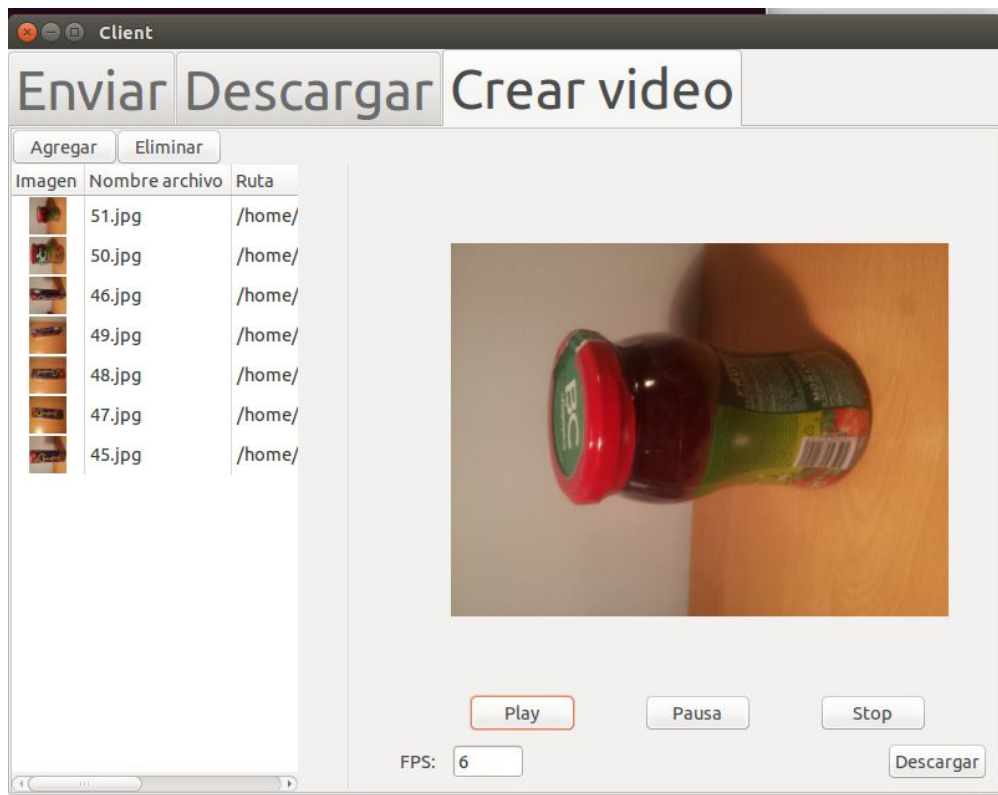 Client
Enviar Descargar Crear video
Agregar Eliminar
Imagen Nombre archivo Ruta
51.jpg /home/
50.jpg /home/
46.jpg /home/
49.jpg /home/
48.jpg /home/
47.jpg /home/
45.jpg /home/
BC
Play Pausa Stop
FPS: 6 Descargar